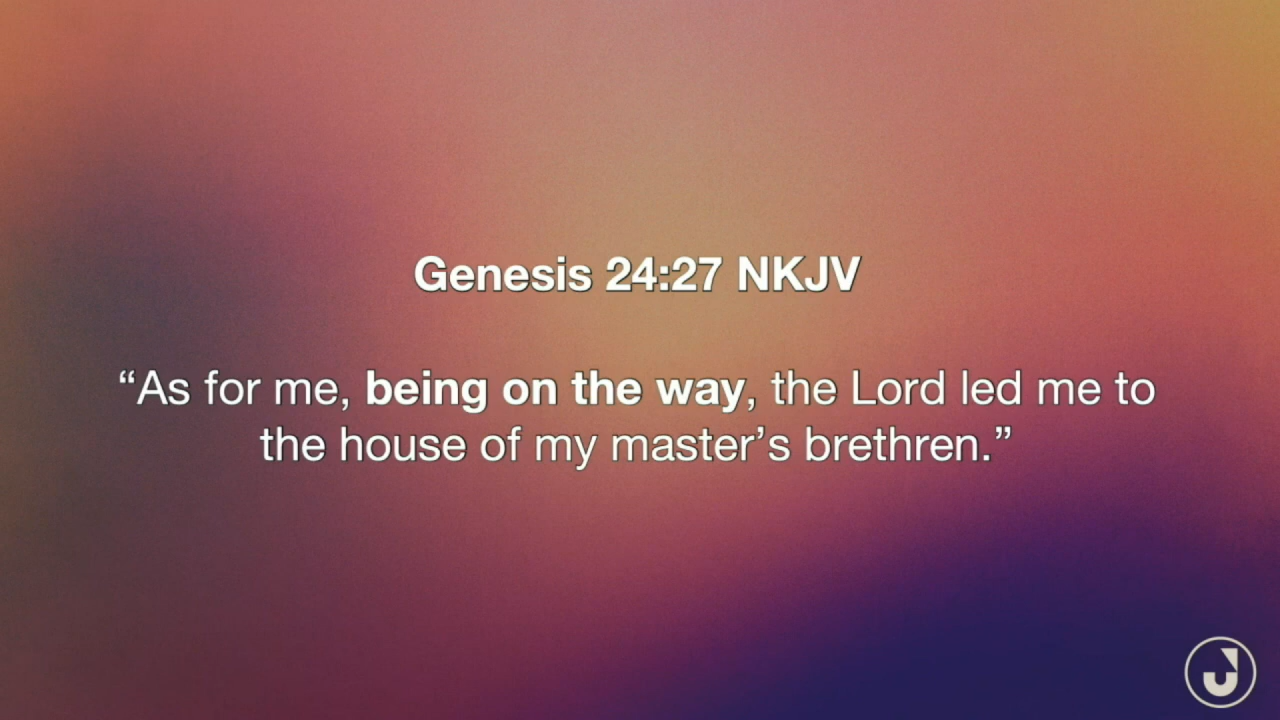 Genesis 24:27 NKJV
“As for me, being on the way, the Lord led me to
the house of my master’s brethren.”